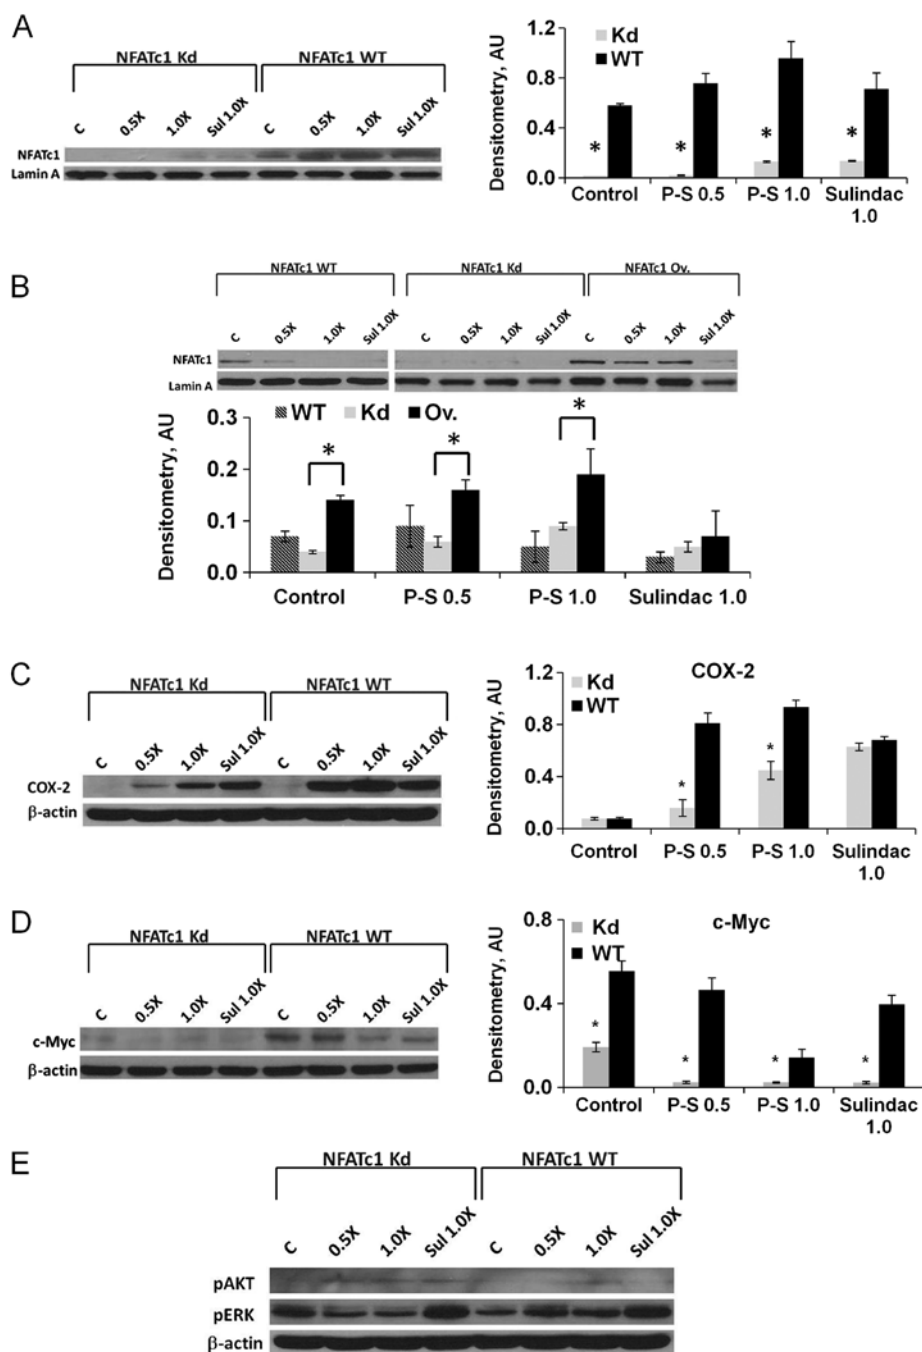 A
NFATc1 Kd NFATc1 WT
C 0.5X 1.0X Sul 1.0X C 0.5X 1.0X Sul 1.0X
NFATc1
Lamin A
Densitometry, AU
1.2
0.8
0.4
0.0
Kd
WT
* * * *
Control P-S 0.5 P-S 1.0 Sulindac
1.0
B
NFATc1 WT NFATc1 Kd NFATc1 Ov.
C 0.5X 1.0X Sul 1.0X C 0.5X 1.0X Sul 1.0X C 0.5X 1.0X Sul 1.0X
NFATc1
Lamin A
Densitometry, AU
0.3
0.2
0.1
0.0
WT Kd Ov.
* * *
Control P-S 0.5 P-S 1.0 Sulindac 1.0
C
NFATc1 Kd NFATc1 WT
C 0.5X 1.0X Sul 1.0X C 0.5X 1.0X Sul 1.0X
COX-2
β-actin
COX-2
Densitometry, AU
1.2
0.8
0.4
0.0
Kd
WT
* *
Control P-S 0.5 P-S 1.0 Sulindac
1.0
D
NFATc1 Kd NFATc1 WT
C 0.5X 1.0X Sul 1.0X C 0.5X 1.0X Sul 1.0X
c-Myc
β-actin
c-Myc
Densitometry, AU
0.8
0.4
0.0
Kd
WT
* * * *
Control P-S 0.5 P-S 1.0 Sulindac
1.0
E
NFATc1 Kd NFATc1 WT
C 0.5X 1.0X Sul 1.0X C 0.5X 1.0X Sul 1.0X
pAKT
pERK
β-actin